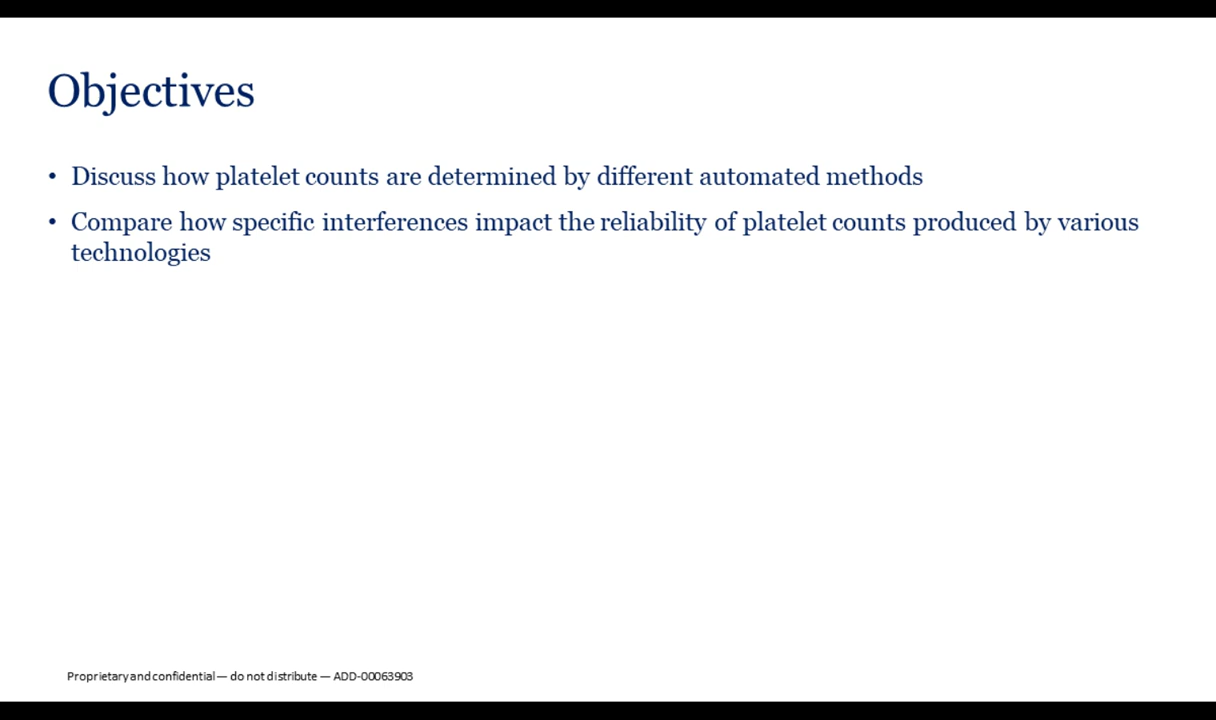 Objectives
• Discuss how platelet counts are determined by different automated methods
• Compare how specific interferences impact the reliability of platelet counts produced by various
technologies
Proprietary and confidential — do not distribute — ADD-00063903